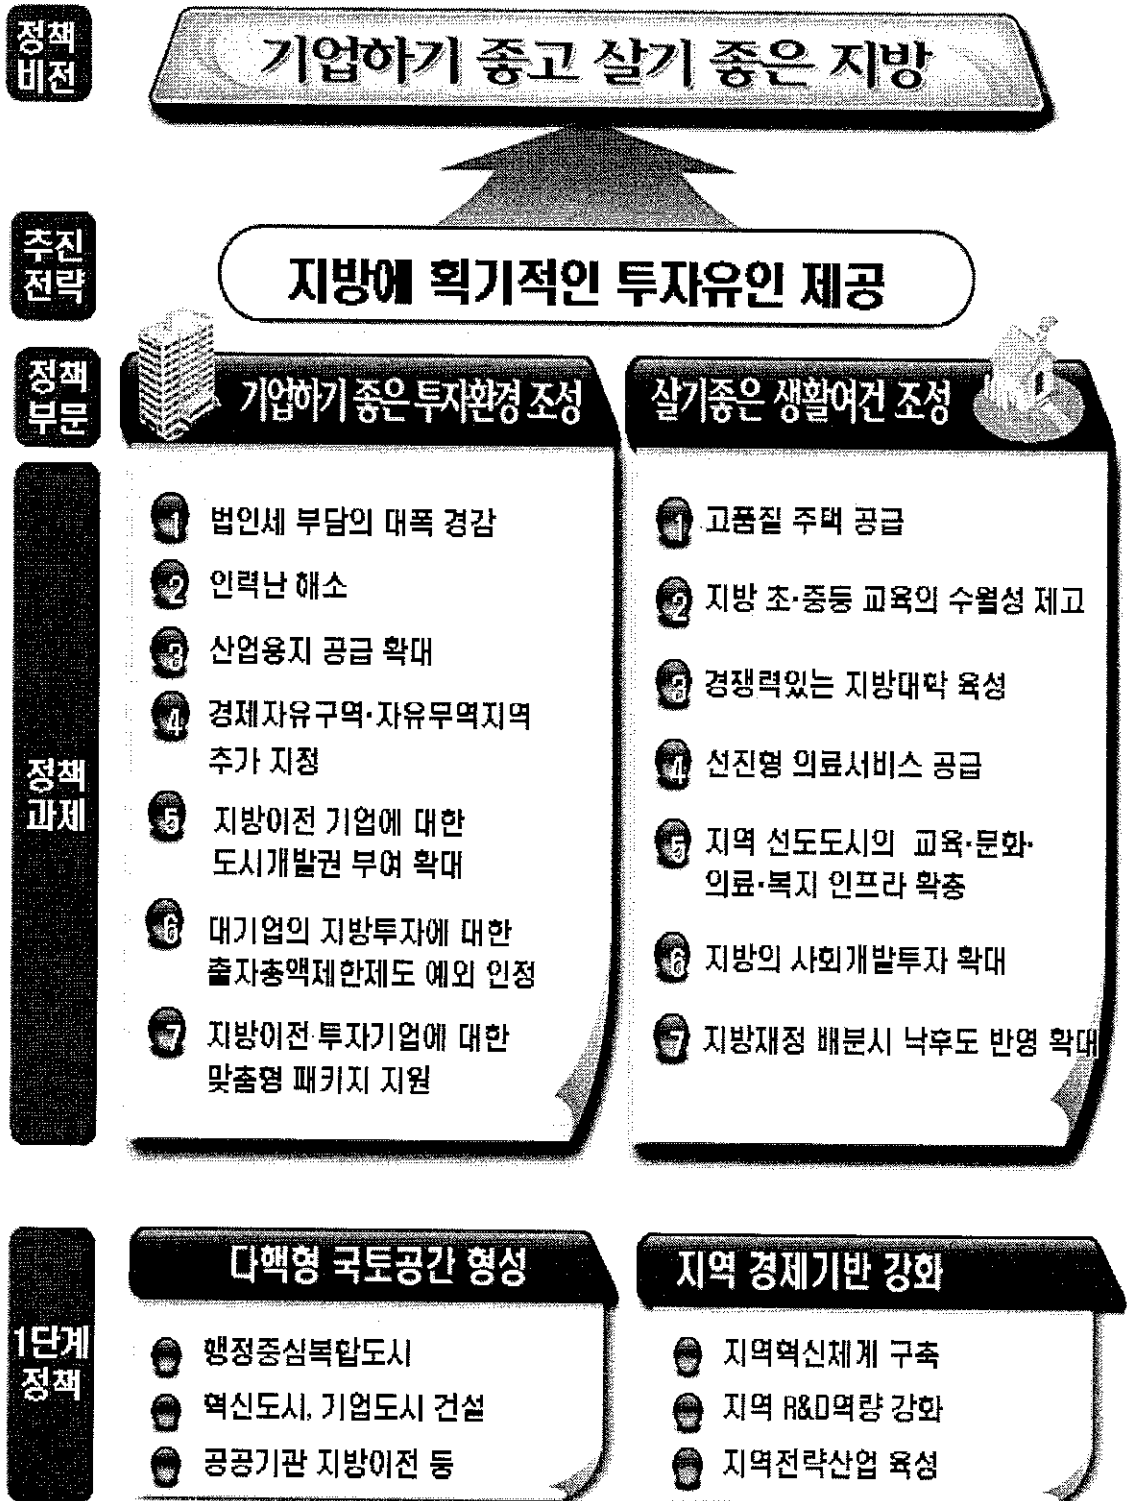 정책
비전
기업하기 좋고 살기 좋은 지방
추진
전략
지방에 획기적인 투자유인 제공
정책
부문
기업하기 좋은 투자환경 조성
살기좋은 생활여건 조성
정책
과제
1 법인세 부담의 대폭 경감
2 인력난 해소
3 산업용지 공급 확대
4 경제자유구역·자유무역지역
추가 지정
5 지방이전 기업에 대한
도시개발권 부여 확대
6 대기업의 지방투자에 대한
출자총액제한제도 예외 인정
7 지방이전·투자기업에 대한
맞춤형 패키지 지원
1 고품질 주택 공급
2 지방 초·중등 교육의 수월성 제고
3 경쟁력있는 지방대학 육성
4 선진형 의료서비스 공급
5 지역 선도도시의 교육·문화·
의료·복지 인프라 확충
6 지방의 사회개발투자 확대
7 지방재정 배분시 낙후도 반영 확대
1단계
정책
다핵형 국토공간 형성
행정중심복합도시
혁신도시, 기업도시 건설
공공기관 지방이전 등
지역 경제기반 강화
지역혁신체계 구축
지역 R&D역량 강화
지역전략산업 육성